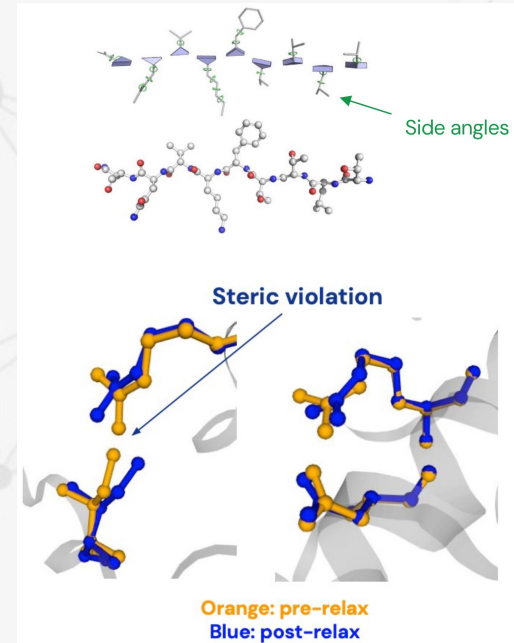 Side angles
Steric violation
Orange: pre-relax
Blue: post-relax